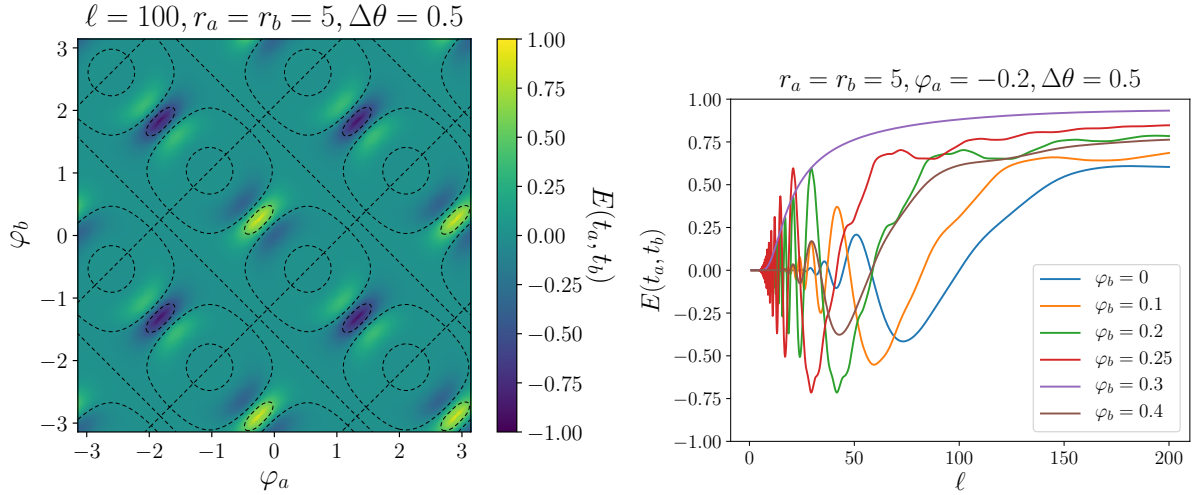 ℓ = 100, r_a = r_b = 5, Δθ = 0.5
3
2
1
0
−1
−2
−3
φ_b
−3
−2
−1
0
1
2
3
φ_a
1.00
0.75
0.50
0.25
0.00
−0.25
−0.50
−0.75
−1.00
E(t_a, t_b)
r_a = r_b = 5, φ_a = −0.2, Δθ = 0.5
1.00
0.75
0.50
0.25
0.00
−0.25
−0.50
−0.75
−1.00
E(t_a, t_b)
φ_b = 0
φ_b = 0.1
φ_b = 0.2
φ_b = 0.25
φ_b = 0.3
φ_b = 0.4
0
50
100
150
200
ℓ